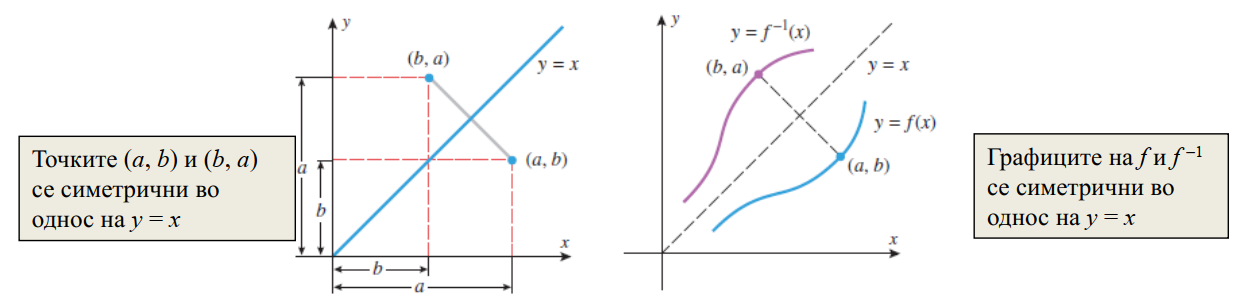 Точките (a, b) и (b, a)
се симетрични во
однос на y = x
y
(b, a)
y = x
a
(a, b)
b
x
b
a
y
y = f⁻¹(x)
(b, a)
y = x
y = f(x)
(a, b)
x
Графиците на f и f⁻¹
се симетрични во
однос на y = x